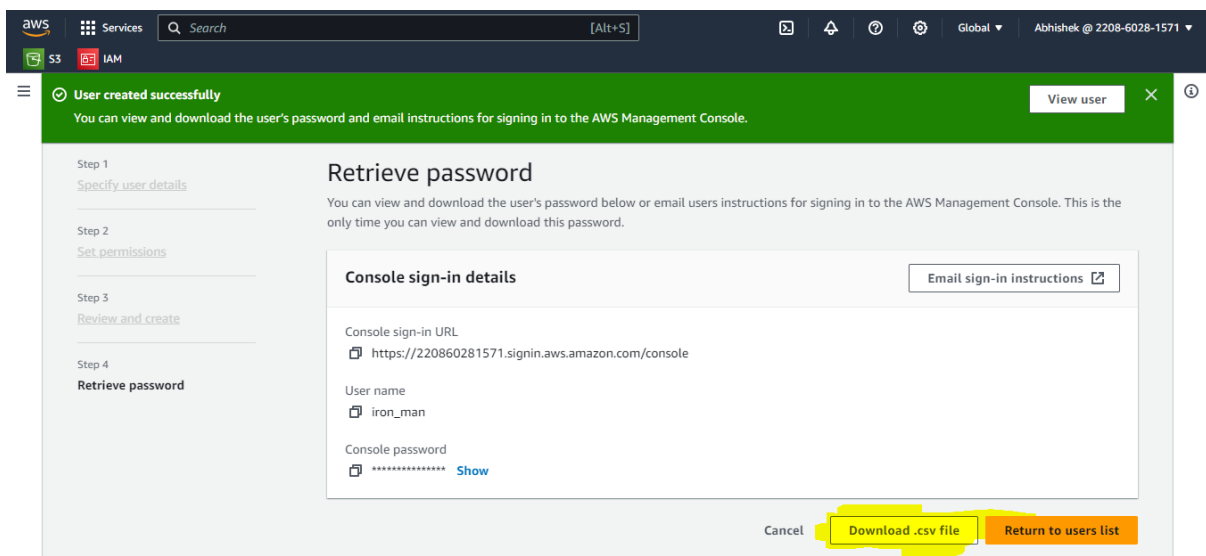 aws
Services
Search
[Alt+S]
Global ▼
Abhishek @ 2208-6028-1571 ▼
S3
IAM
User created successfully
You can view and download the user's password and email instructions for signing in to the AWS Management Console.
View user
Step 1
Specify user details
Step 2
Set permissions
Step 3
Review and create
Step 4
Retrieve password
Retrieve password
You can view and download the user's password below or email users instructions for signing in to the AWS Management Console. This is the
only time you can view and download this password.
Console sign-in details
Email sign-in instructions
Console sign-in URL
https://220860281571.signin.aws.amazon.com/console
User name
iron_man
Console password
*************** Show
Cancel
Download .csv file
Return to users list